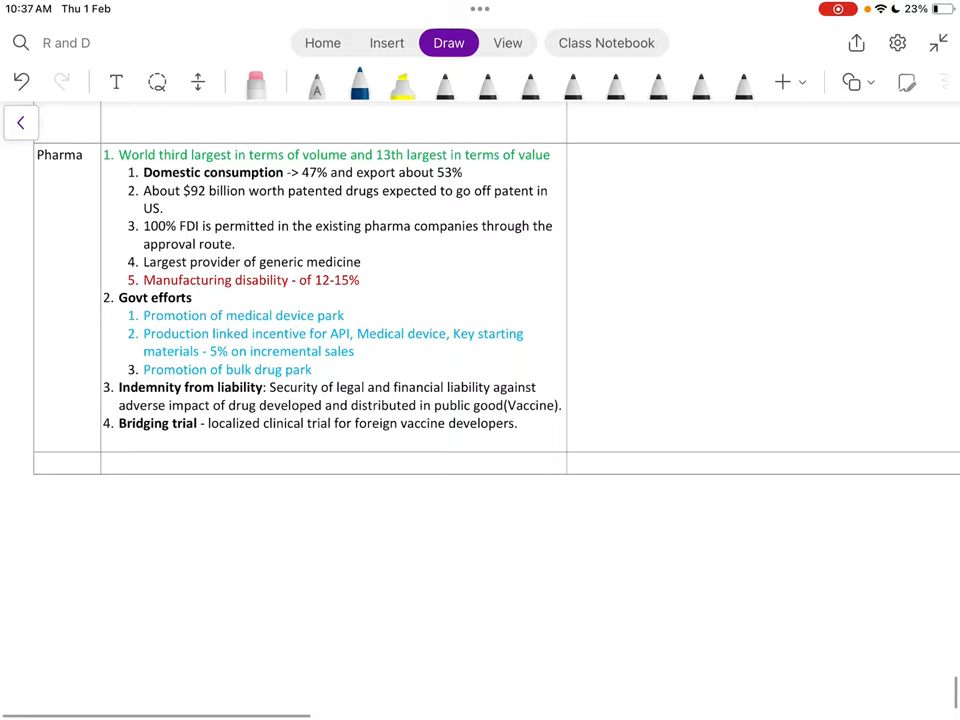 10:37 AM Thu 1 Feb
23%
R and D
Home Insert Draw View Class Notebook
T
A
Pharma
1. World third largest in terms of volume and 13th largest in terms of value
1. Domestic consumption -> 47% and export about 53%
2. About $92 billion worth patented drugs expected to go off patent in
US.
3. 100% FDI is permitted in the existing pharma companies through the
approval route.
4. Largest provider of generic medicine
5. Manufacturing disability - of 12-15%
2. Govt efforts
1. Promotion of medical device park
2. Production linked incentive for API, Medical device, Key starting
materials - 5% on incremental sales
3. Promotion of bulk drug park
3. Indemnity from liability: Security of legal and financial liability against
adverse impact of drug developed and distributed in public good(Vaccine).
4. Bridging trial - localized clinical trial for foreign vaccine developers.